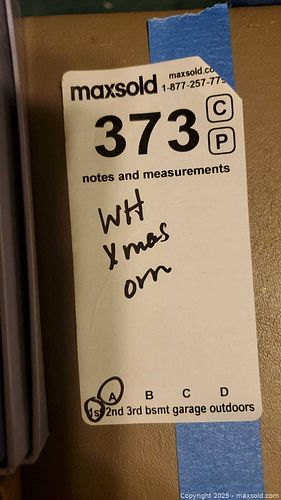 maxsold
maxsold.co
1-877-257-77
373
C
P
notes and measurements
WH
Xmas
orn
A B C D
1st 2nd 3rd bsmt garage outdoors
Copyright 2025 - maxsold.com